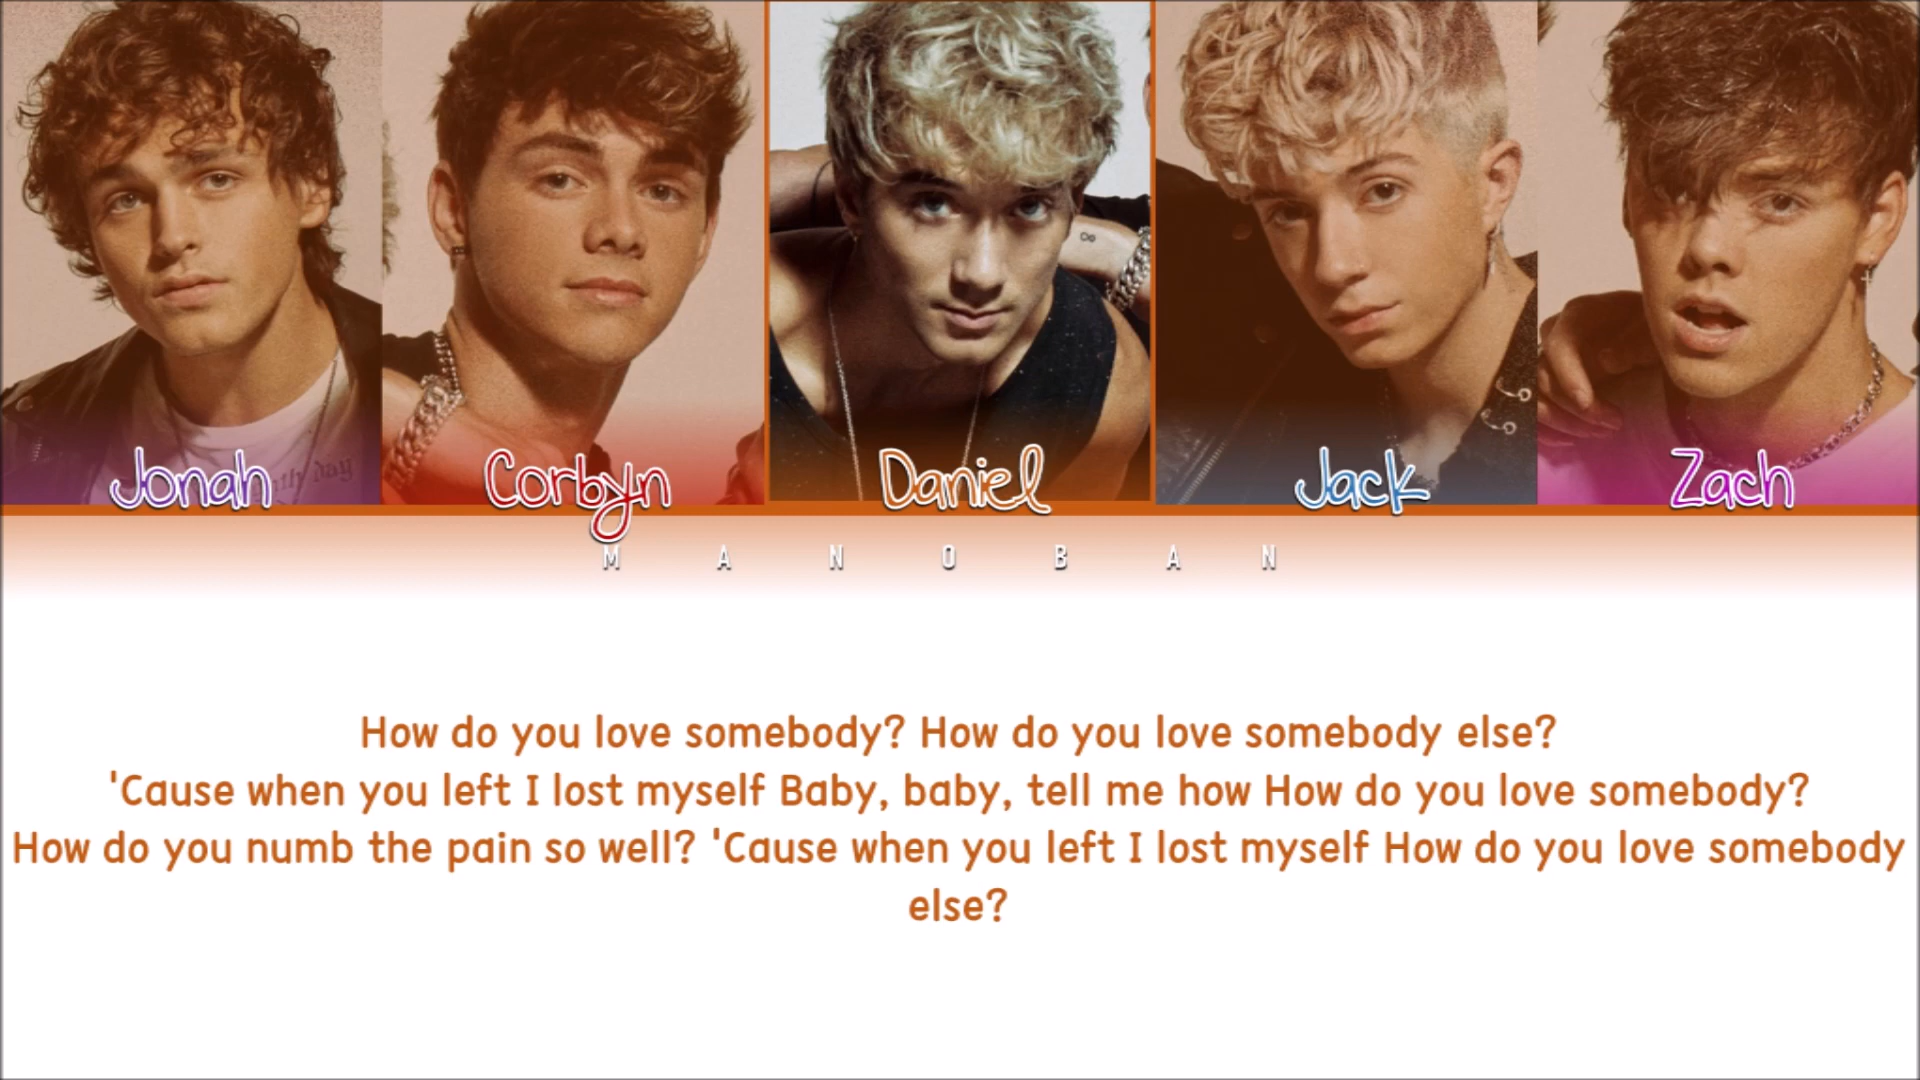 Jonah Corbyn Daniel Jack Zach
M A N O B A N
How do you love somebody? How do you love somebody else?
'Cause when you left I lost myself Baby, baby, tell me how How do you love somebody?
How do you numb the pain so well? 'Cause when you left I lost myself How do you love somebody
else?